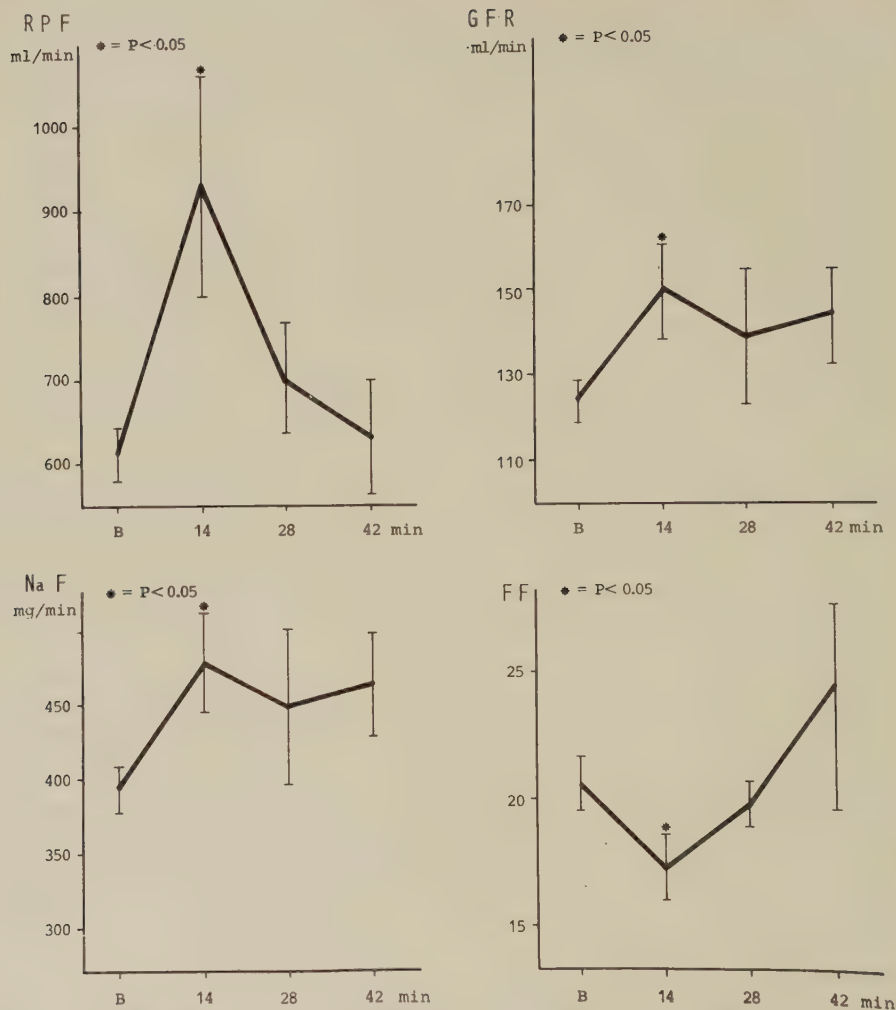 RPF
ml/min
* = P<0.05
1000
900
800
700
600
B 14 28 42 min
GFR
ml/min
* = P<0.05
*
170
150
130
110
B 14 28 42 min
Na F
mg/min
* = P<0.05
*
450
400
350
300
B 14 28 42 min
FF
* = P<0.05
25
20
*
15
B 14 28 42 min